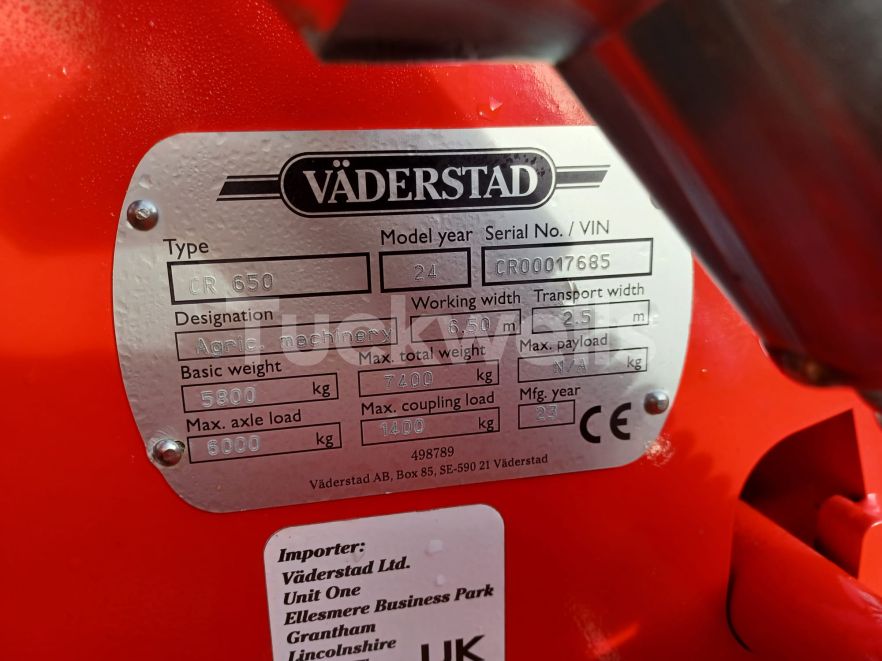 VÄDERSTAD
Type Model year Serial No. / VIN
CR 650 24 CR00017685
Designation Working width Transport width
Agric. machinery 6,50 m 2.5 m
Basic weight Max. total weight Max. payload
5800 kg 7400 kg N/A kg
Max. axle load Max. coupling load Mfg. year
6000 kg 1400 kg 23 CE
498789
Väderstad AB, Box 85, SE-590 21 Väderstad
Tuckwells
Importer:
Väderstad Ltd.
Unit One
Ellesmere Business Park
Grantham
Lincolnshire
UK